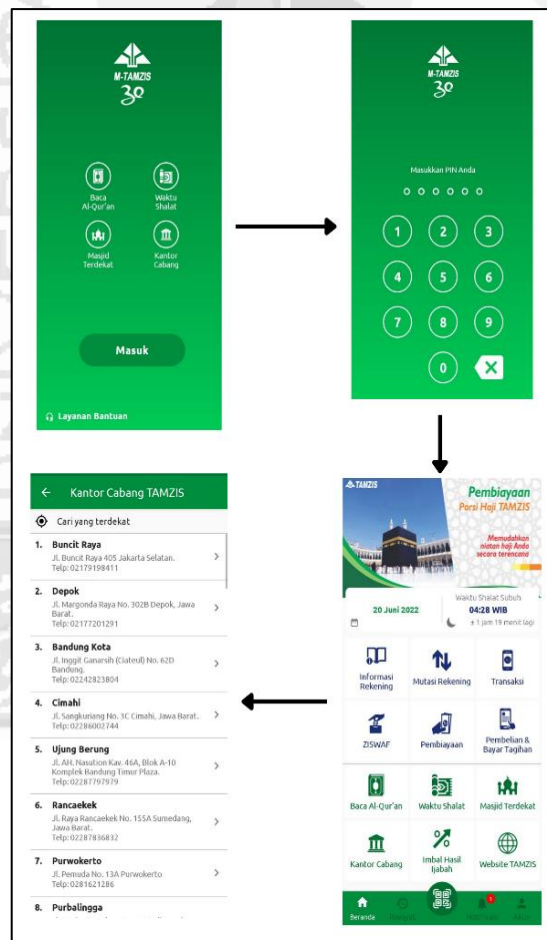 M-TAMZIS
30
Baca
Al-Qur'an
Waktu
Shalat
Masjid
Terdekat
Kantor
Cabang
Masuk
Layanan Bantuan
M-TAMZIS
30
Masukkan PIN Anda
1 2 3
4 5 6
7 8 9
0
Kantor Cabang TAMZIS
Cari yang terdekat
1. Buncit Raya
Jl. Buncit Raya 405 Jakarta Selatan.
Telp: 02179198411
2. Depok
Jl. Margonda Raya No. 302B Depok, Jawa
Barat.
Telp: 02177201291
3. Bandung Kota
Jl. Inggit Ganarsih (Ciateul) No. 62D
Bandung.
Telp: 02242823804
4. Cimahi
Jl. Sangkuriang No. 3C Cimahi, Jawa Barat.
Telp: 02286002744
5. Ujung Berung
Jl. AH. Nasution Kav. 46A, Blok A-10
Komplek Bandung Timur Plaza.
Telp: 02287797979
6. Rancaekek
Jl. Raya Rancaekek No. 155A Sumedang,
Jawa Barat.
Telp: 02287836832
7. Purwokerto
Jl. Pemuda No. 13A Purwokerto
Telp: 0281621286
8. Purbalingga
TAMZIS
Pembiayaan
Porsi Haji TAMZIS
Memudahkan
niatan haji Anda
secara terencana
20 Juni 2022
Waktu Shalat Subuh
04:28 WIB
± 1 jam 19 menit lagi
Informasi
Rekening
Mutasi Rekening
Transaksi
ZISWAF
Pembiayaan
Pembelian &
Bayar Tagihan
Baca Al-Qur'an
Waktu Shalat
Masjid Terdekat
Kantor Cabang
Imbal Hasil
Ijabah
Website TAMZIS
Beranda
Riwayat
Notifikasi
Akun